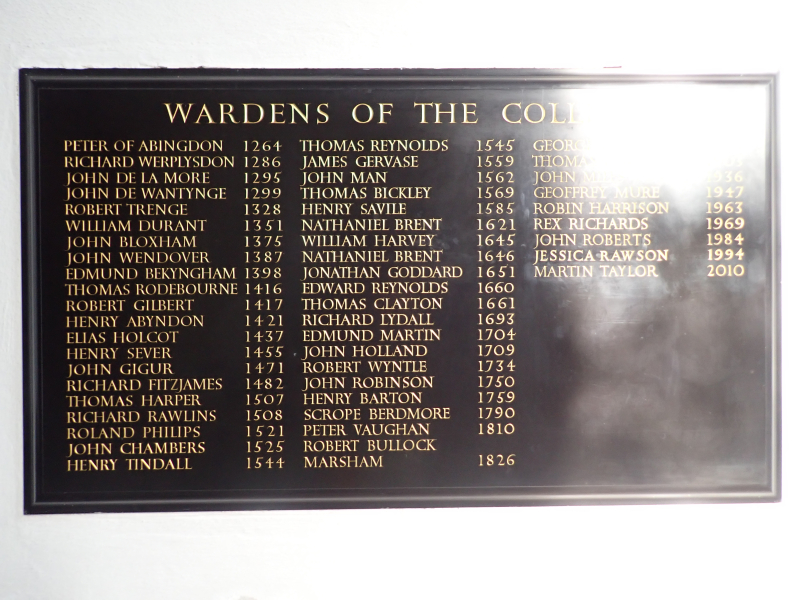 WARDENS OF THE
PETER OF ABINGDON 1264
RICHARD WERPLYSDON 1286
JOHN DE LA MORE 1295
JOHN DE WANTYNGE 1299
ROBERT TRENGE 1328
WILLIAM DURANT 1351
JOHN BLOXHAM 1375
JOHN WENDOVER 1387
EDMUND BEKYNGHAM 1398
THOMAS RODEBOURNE 1416
ROBERT GILBERT 1417
HENRY ABYNDON 1421
ELIAS HOLCOT 1437
HENRY SEVER 1455
JOHN GIGUR 1471
RICHARD FITZJAMES 1482
THOMAS HARPER 1507
RICHARD RAWLINS 1508
ROLAND PHILIPS 1521
JOHN CHAMBERS 1525
HENRY TINDALL 1544
THOMAS REYNOLDS 1545
JAMES GERVASE 1559
JOHN MAN 1562
THOMAS BICKLEY 1569
HENRY SAVILE 1585
NATHANIEL BRENT 1621
WILLIAM HARVEY 1645
NATHANIEL BRENT 1646
JONATHAN GODDARD 1651
EDWARD REYNOLDS 1660
THOMAS CLAYTON 1661
RICHARD LYDALL 1693
EDMUND MARTIN 1704
JOHN HOLLAND 1709
ROBERT WYNTLE 1734
JOHN ROBINSON 1750
HENRY BARTON 1759
SCROPE BERDMORE 1790
PETER VAUGHAN 1810
ROBERT BULLOCK
MARSHAM 1826
THOMAS
JOHN
GEOFFREY MURE 1947
ROBIN HARRISON 1963
REX RICHARDS 1969
JOHN ROBERTS 1984
JESSICA RAWSON 1994
MARTIN TAYLOR 2010